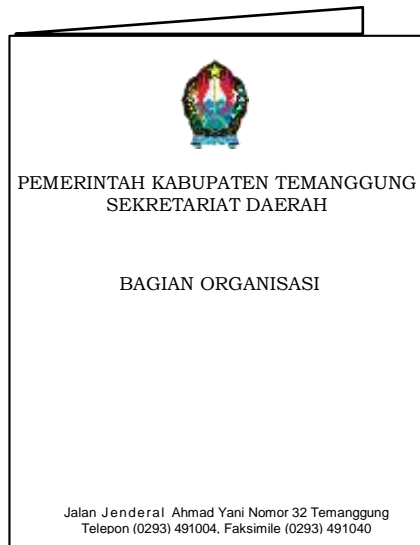 PEMERINTAH KABUPATEN TEMANGGUNG
SEKRETARIAT DAERAH
BAGIAN ORGANISASI
Jalan Jenderal Ahmad Yani Nomor 32 Temanggung
Telepon (0293) 491004, Faksimile (0293) 491040